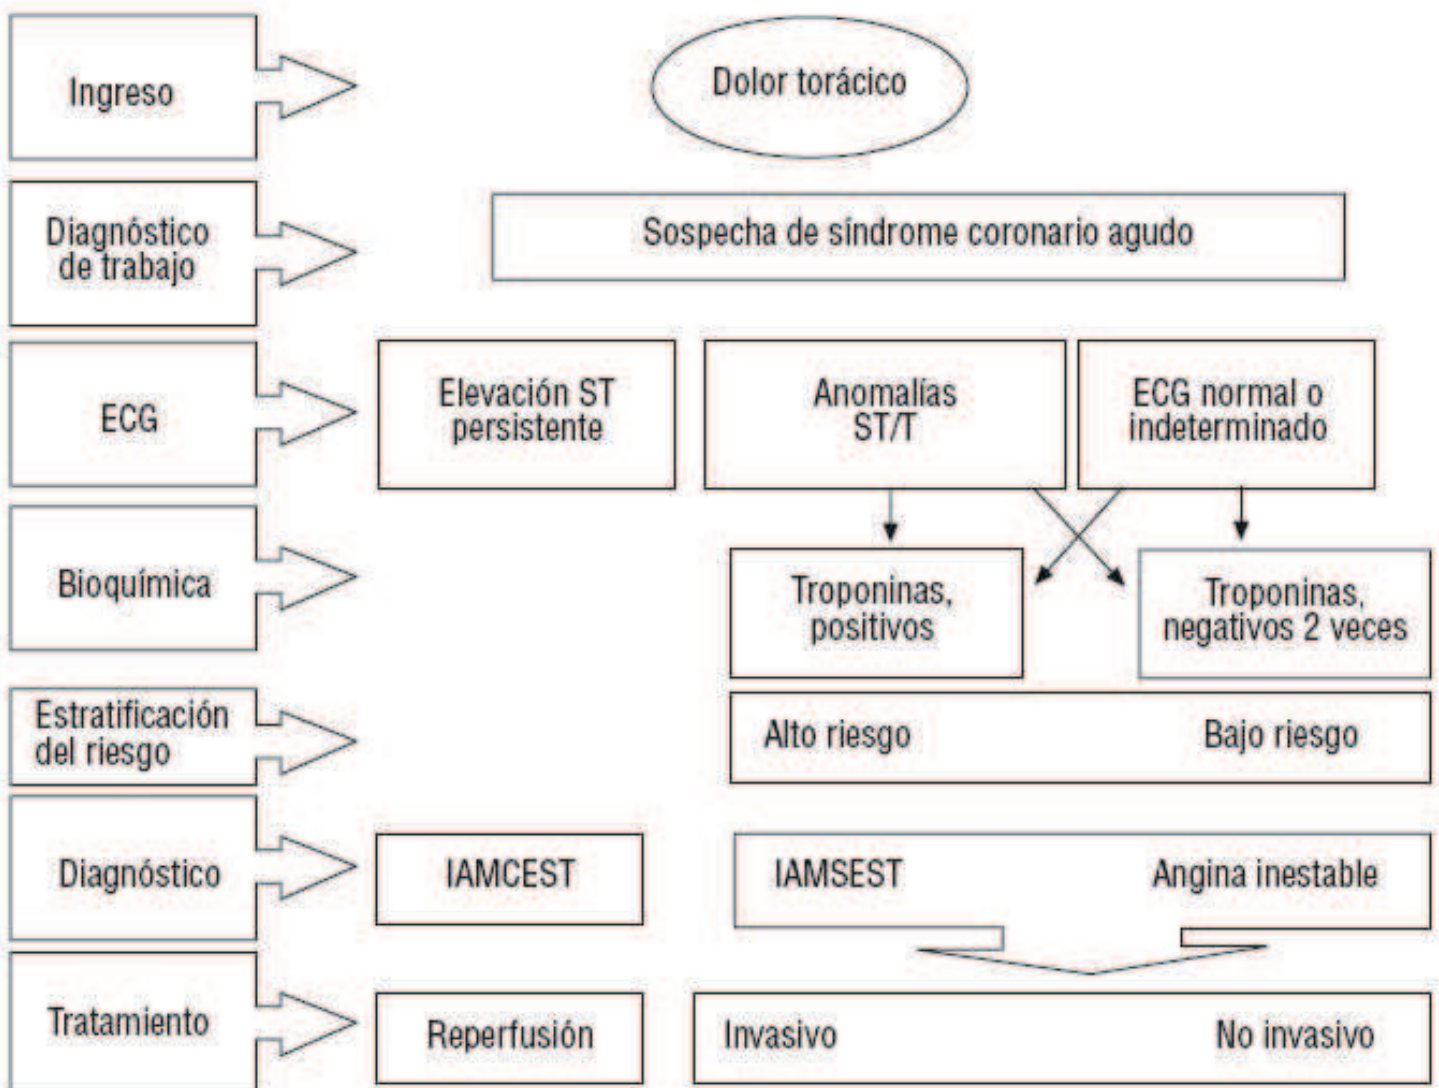 Ingreso
Dolor torácico
Diagnóstico
de trabajo
Sospecha de síndrome coronario agudo
ECG
Elevación ST
persistente
Anomalías
ST/T
ECG normal o
indeterminado
Bioquímica
Troponinas,
positivos
Troponinas,
negativos 2 veces
Estratificación
del riesgo
Alto riesgo
Bajo riesgo
Diagnóstico
IAMCEST
IAMSEST
Angina inestable
Tratamiento
Reperfusión
Invasivo
No invasivo